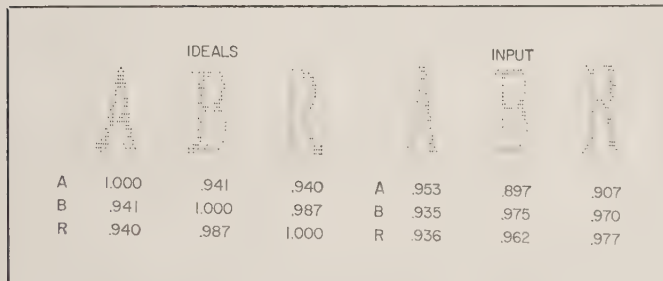 IDEALS INPUT
A 1.000 .941 .940 A .953 .897 .907
B .941 1.000 .987 B .935 .975 .970
R .940 .987 1.000 R .936 .962 .977